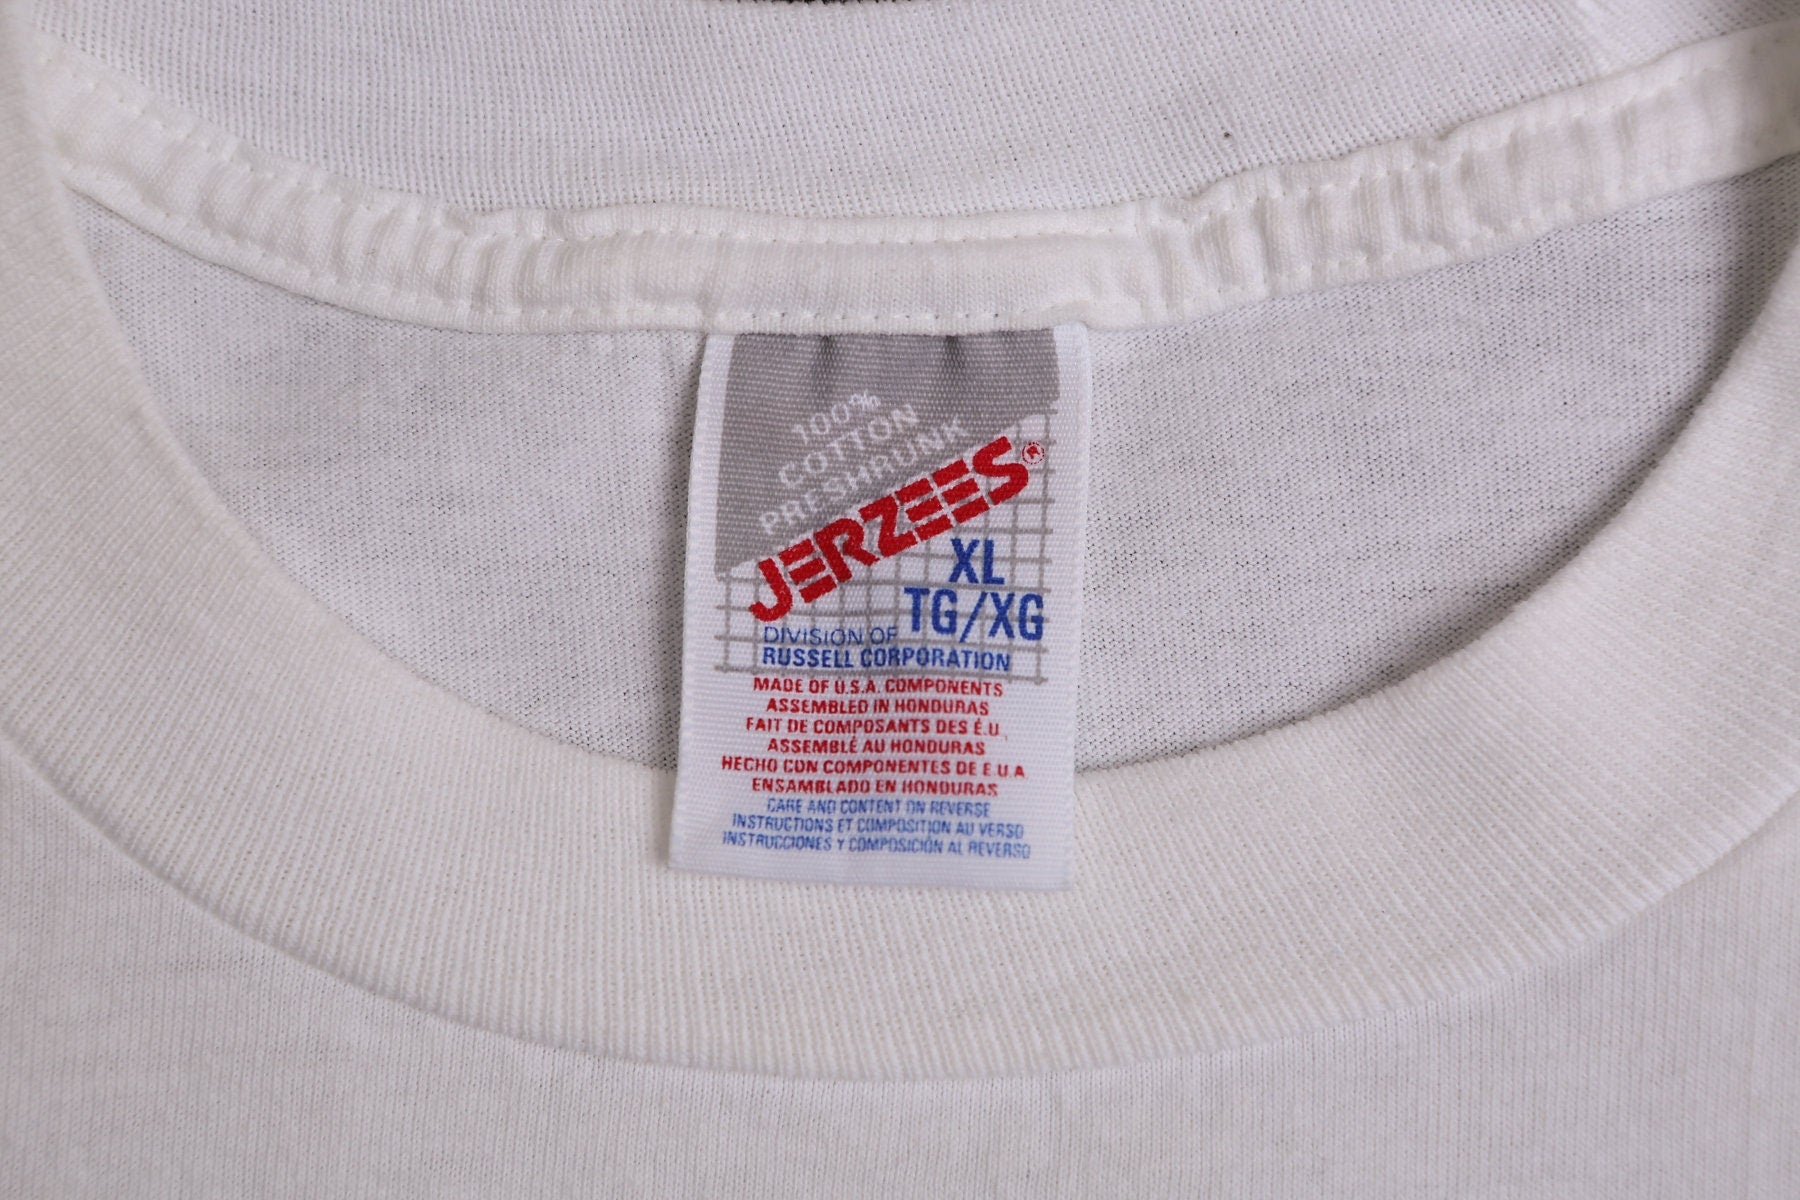 100%
COTTON
PRESHRUNK
JERZEES®
XL
TG/XG
DIVISION OF
RUSSELL CORPORATION
MADE OF U.S.A. COMPONENTS
ASSEMBLED IN HONDURAS
FAIT DE COMPOSANTS DES É.U.
ASSEMBLÉ AU HONDURAS
HECHO CON COMPONENTES DE E.U.A.
ENSAMBLADO EN HONDURAS
CARE AND CONTENT ON REVERSE
INSTRUCTIONS ET COMPOSITION AU VERSO
INSTRUCCIONES Y COMPOSICIÓN AL REVERSO